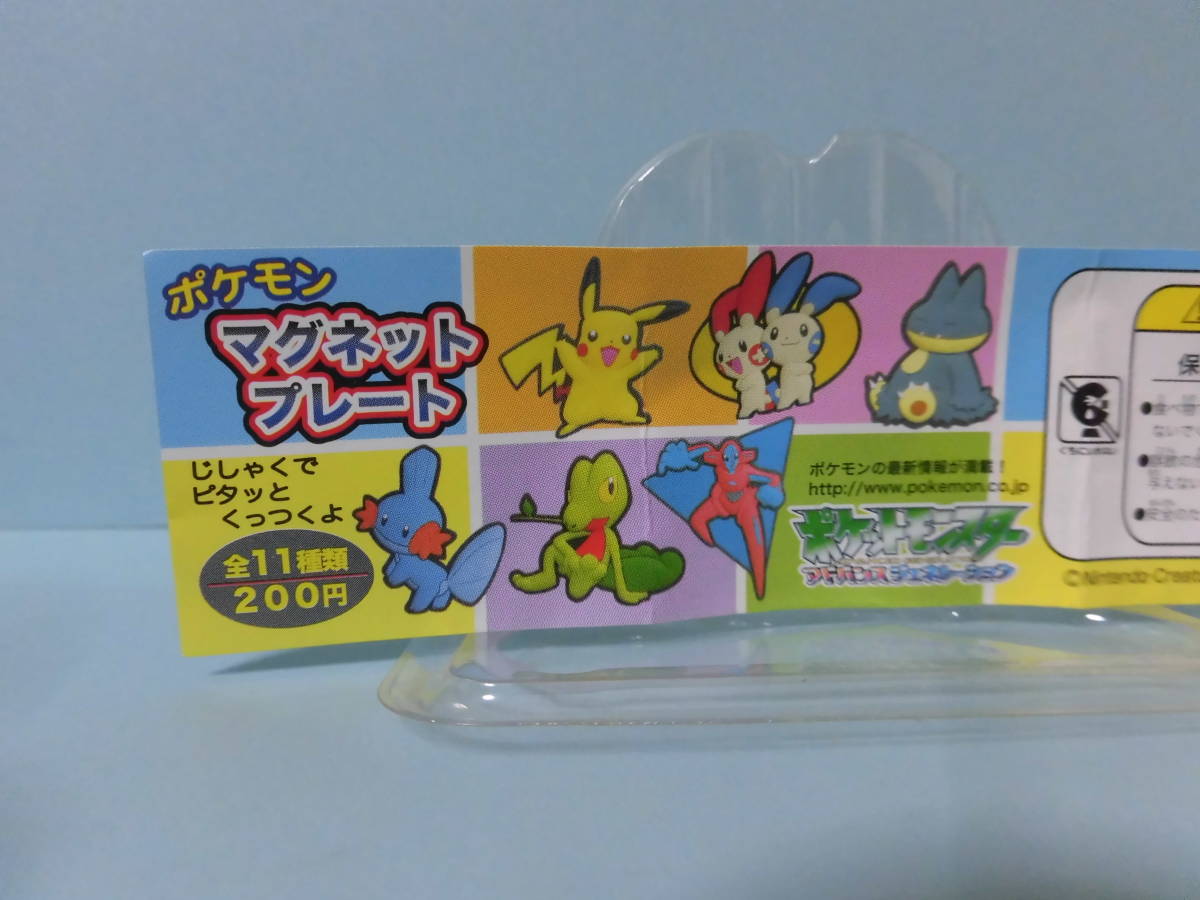 ポケモン
マグネット
プレート
じしゃくで
ピタッと
くっつくよ
全11種類
200円
ポケモンの最新情報が満載!
http://www.pokemon.co.jp
ポケットモンスター
アドバンスジェネレーション
保
ないで
©Nintendo・Creat